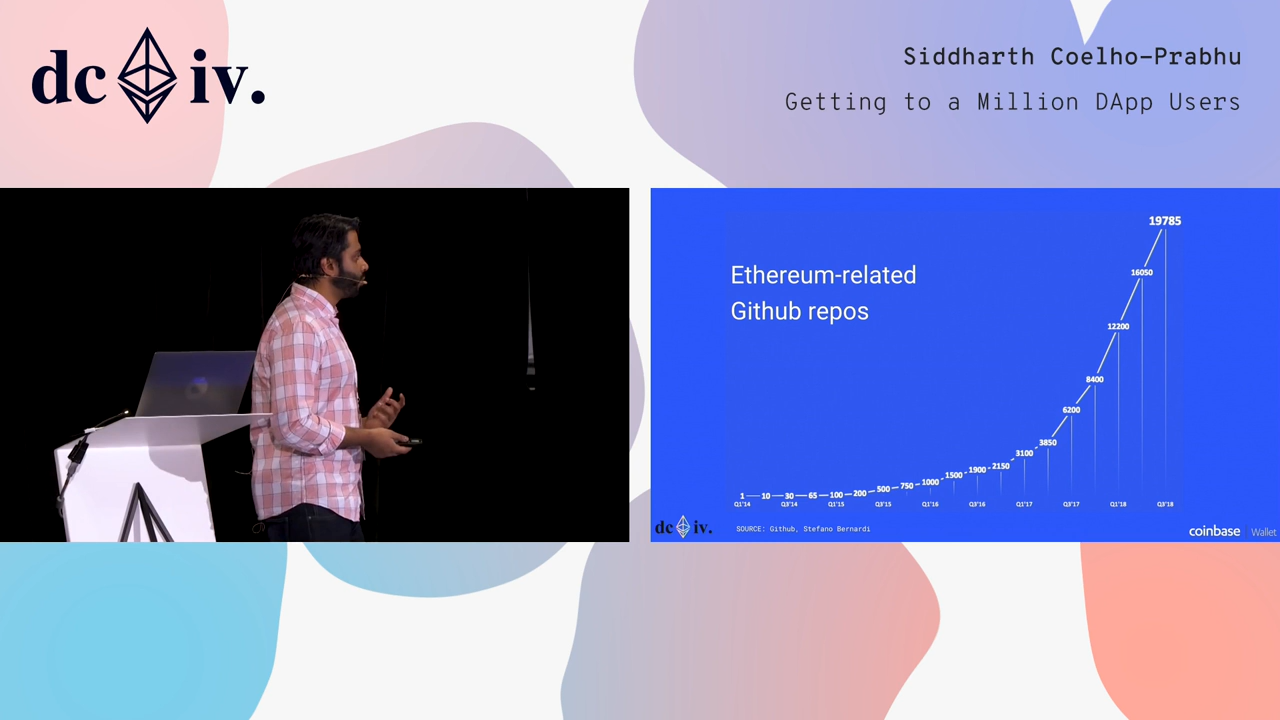 dc iv.
Siddharth Coelho-Prabhu
Getting to a Million DApp Users
Ethereum-related
Github repos
19785
16050
12200
8400
6200
3850
3100
2150
1900
1500
1000
750
500
200
100
65
30
10
1
Q1'14 Q3'14 Q1'15 Q3'15 Q1'16 Q3'16 Q1'17 Q3'17 Q1'18 Q3'18
dc iv.
SOURCE: Github, Stefano Bernardi
coinbase Wallet